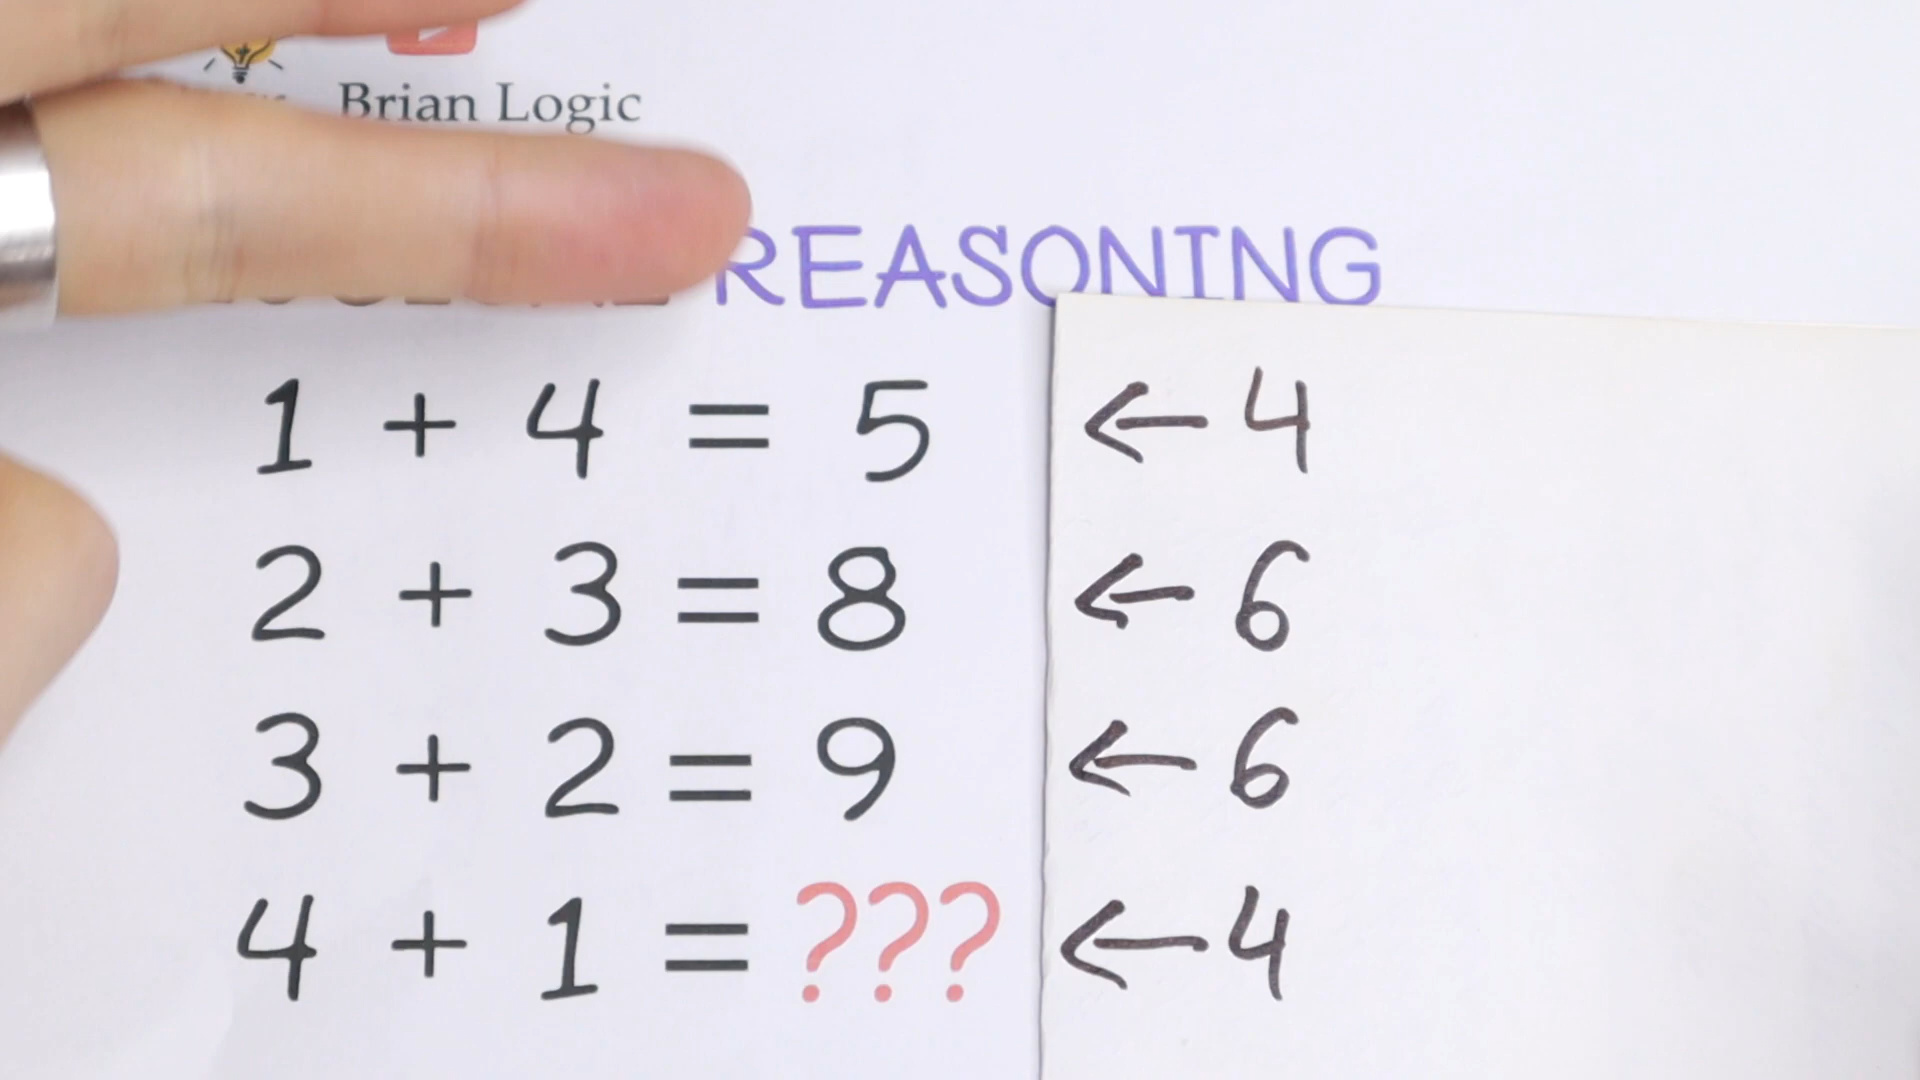 Brian Logic
REASONING
1 + 4 = 5 ← 4
2 + 3 = 8 ← 6
3 + 2 = 9 ← 6
4 + 1 = ??? ← 4